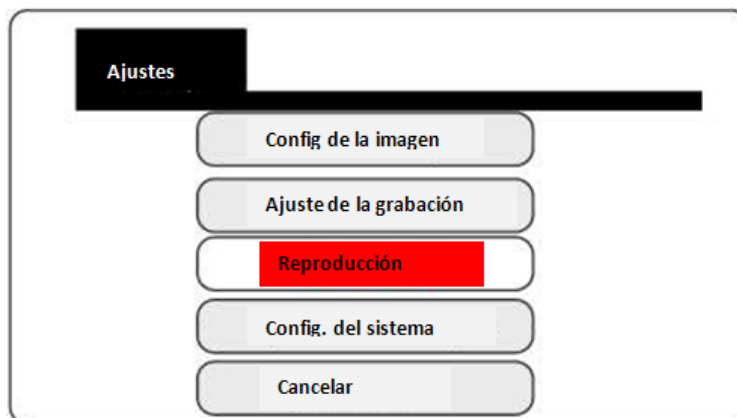 Ajustes
Config de la imagen
Ajuste de la grabación
Reproducción
Config. del sistema
Cancelar